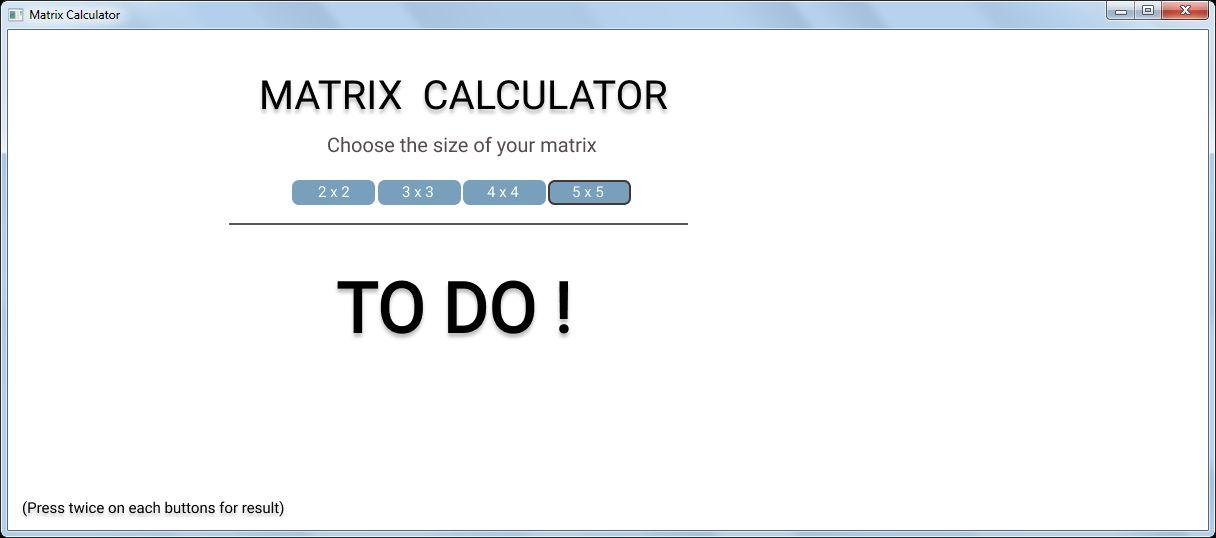 Matrix Calculator
MATRIX CALCULATOR
Choose the size of your matrix
2 x 2 3 x 3 4 x 4 5 x 5
TO DO !
(Press twice on each buttons for result)